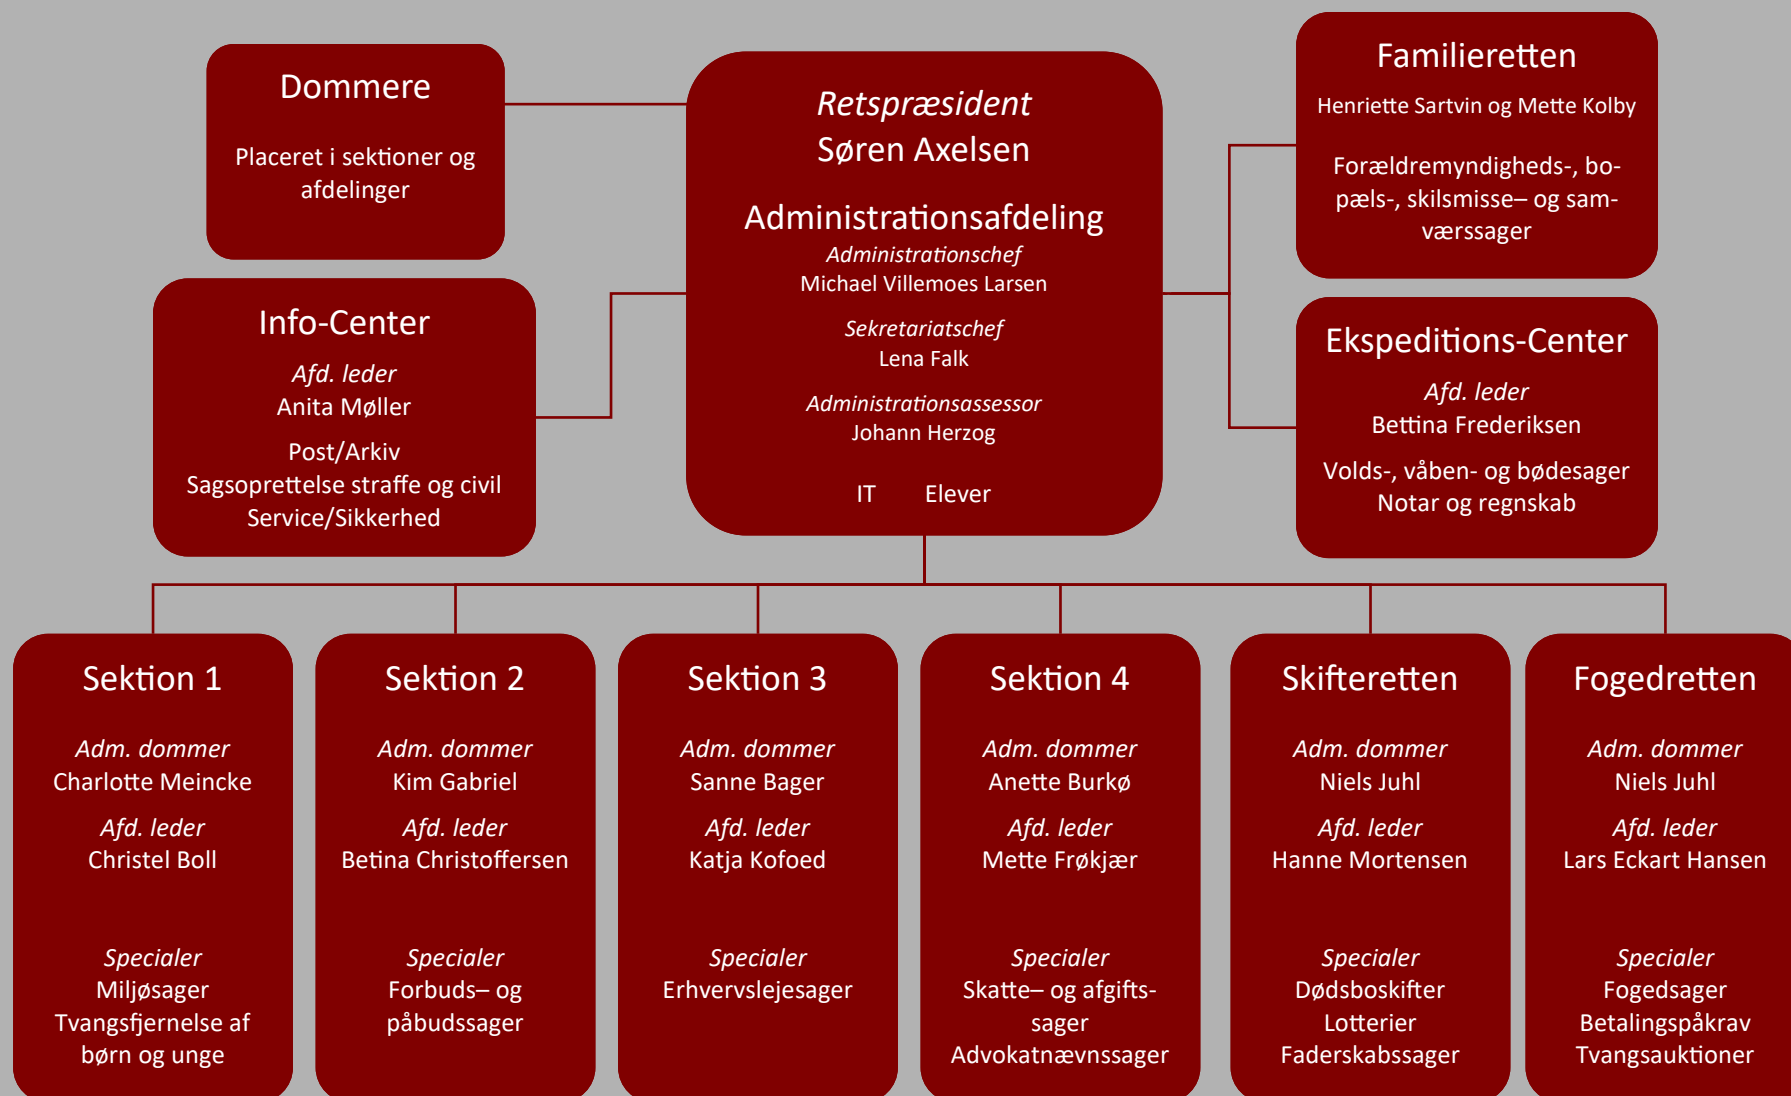 Dommere
Placeret i sektioner og
afdelinger
Info-Center
Afd. leder
Anita Møller
Post/Arkiv
Sagsoprettelse straffe og civil
Service/Sikkerhed
Retspræsident
Søren Axelsen
Administrationsafdeling
Administrationschef
Michael Villemoes Larsen
Sekretariatschef
Lena Falk
Administrationsassessor
Johann Herzog
IT Elever
Familieretten
Henriette Sartvin og Mette Kolby
Forældremyndigheds-, bo-
pæls-, skilsmisse– og sam-
værssager
Ekspeditions-Center
Afd. leder
Bettina Frederiksen
Volds-, våben- og bødesager
Notar og regnskab
Sektion 1
Adm. dommer
Charlotte Meincke
Afd. leder
Christel Boll
Specialer
Miljøsager
Tvangsfjernelse af
børn og unge
Sektion 2
Adm. dommer
Kim Gabriel
Afd. leder
Betina Christoffersen
Specialer
Forbuds– og
påbudssager
Sektion 3
Adm. dommer
Sanne Bager
Afd. leder
Katja Kofoed
Specialer
Erhvervslejesager
Sektion 4
Adm. dommer
Anette Burkø
Afd. leder
Mette Frøkjær
Specialer
Skatte– og afgifts-
sager
Advokatnævnssager
Skifteretten
Adm. dommer
Niels Juhl
Afd. leder
Hanne Mortensen
Specialer
Dødsboskifter
Lotterier
Faderskabssager
Fogedretten
Adm. dommer
Niels Juhl
Afd. leder
Lars Eckart Hansen
Specialer
Fogedsager
Betalingspåkrav
Tvangsauktioner